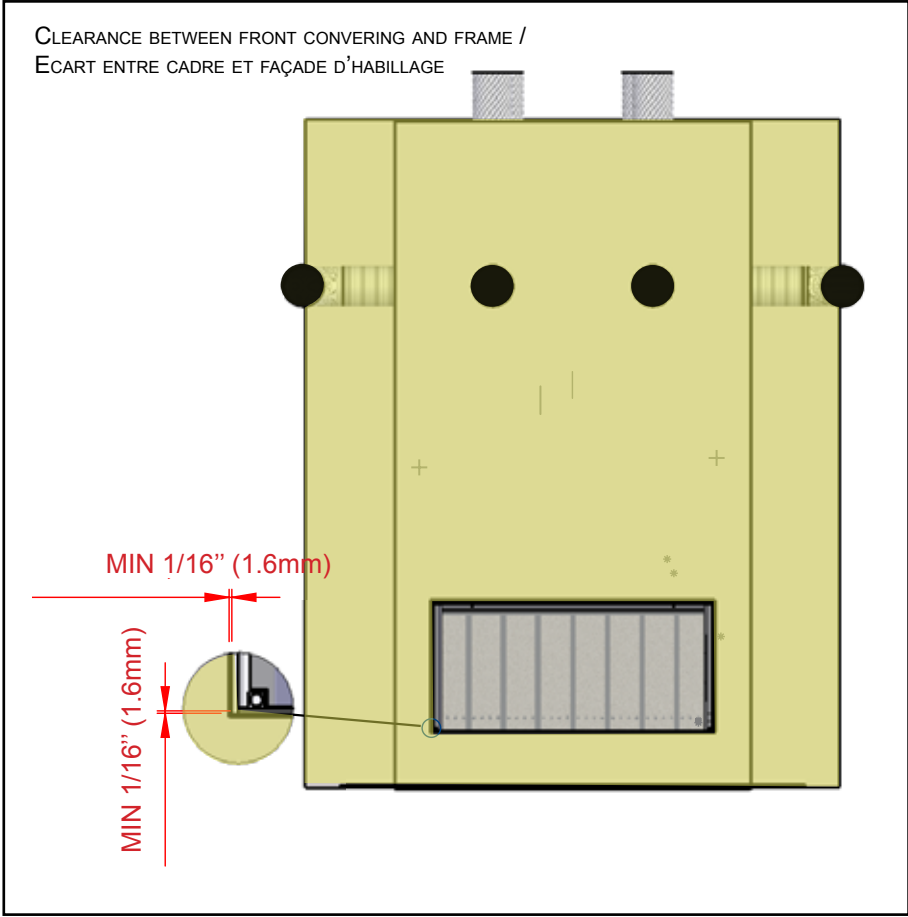 CLEARANCE BETWEEN FRONT CONVERING AND FRAME /
ECART ENTRE CADRE ET FAÇADE D’HABILLAGE
MIN 1/16’’ (1.6mm)
MIN 1/16’’ (1.6mm)